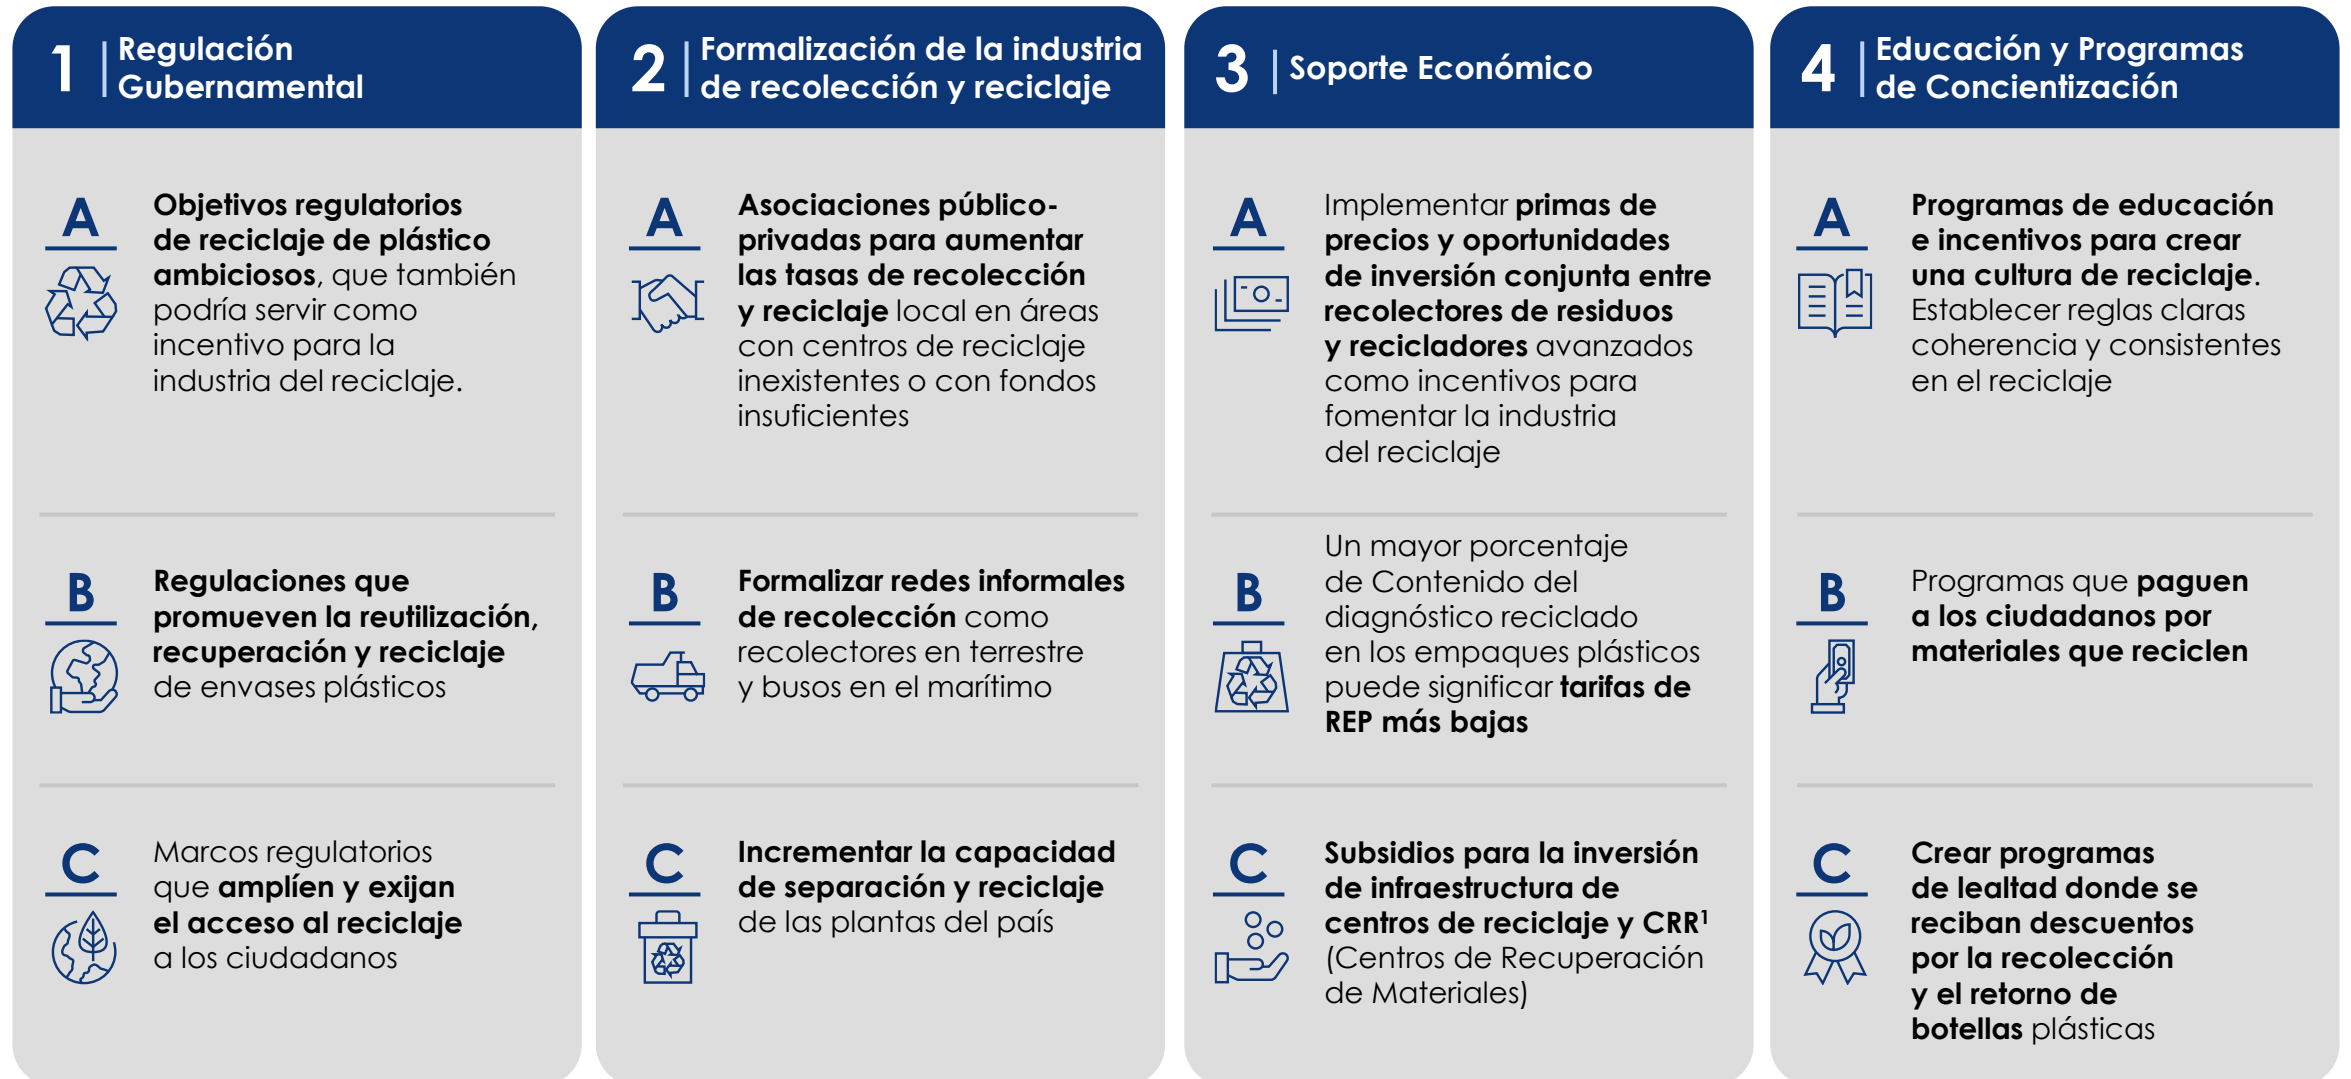 1
Regulación
Gubernamental
A
Objetivos regulatorios
de reciclaje de plástico
ambiciosos, que también
podría servir como
incentivo para la
industria del reciclaje.
B
Regulaciones que
promueven la reutilización,
recuperación y reciclaje
de envases plásticos
C
Marcos regulatorios
que amplíen y exijan
el acceso al reciclaje
a los ciudadanos
2
Formalización de la industria
de recolección y reciclaje
A
Asociaciones público-
privadas para aumentar
las tasas de recolección
y reciclaje local en áreas
con centros de reciclaje
inexistentes o con fondos
insuficientes
B
Formalizar redes informales
de recolección como
recolectores en terrestre
y busos en el marítimo
C
Incrementar la capacidad
de separación y reciclaje
de las plantas del país
3
Soporte Económico
A
Implementar primas de
precios y oportunidades
de inversión conjunta entre
recolectores de residuos
y recicladores avanzados
como incentivos para
fomentar la industria
del reciclaje
B
Un mayor porcentaje
de Contenido del
diagnóstico reciclado
en los empaques plásticos
puede significar tarifas de
REP más bajas
C
Subsidios para la inversión
de infraestructura de
centros de reciclaje y CRR¹
(Centros de Recuperación
de Materiales)
4
Educación y Programas
de Concientización
A
Programas de educación
e incentivos para crear
una cultura de reciclaje.
Establecer reglas claras
coherencia y consistentes
en el reciclaje
B
Programas que paguen
a los ciudadanos por
materiales que reciclen
C
Crear programas
de lealtad donde se
reciban descuentos
por la recolección
y el retorno de
botellas plásticas